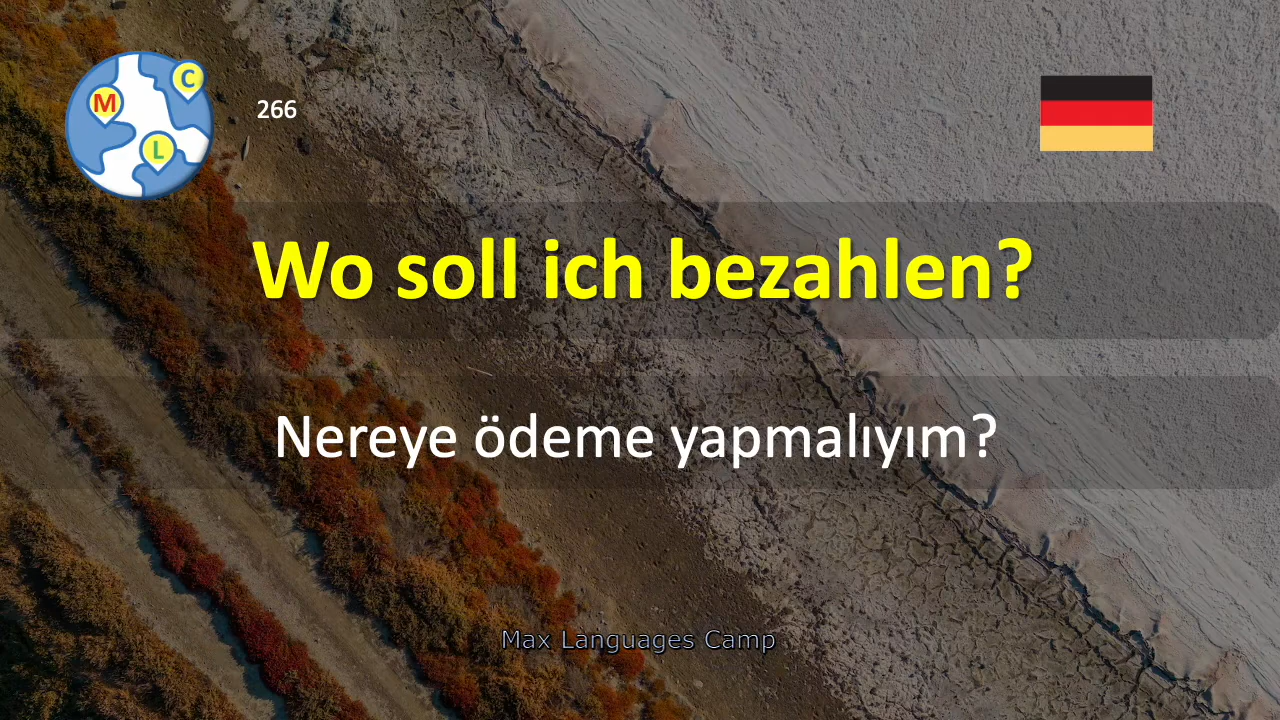 C
M
L
266
Wo soll ich bezahlen?
Nereye ödeme yapmalıyım?
Max Languages Camp